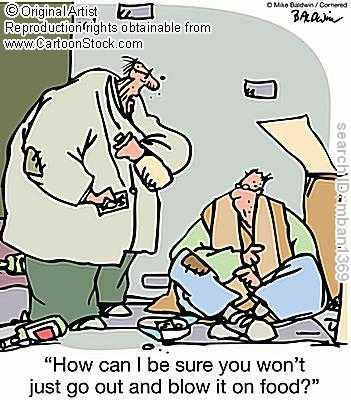 © Original Artist
Reproduction rights obtainable from
www.CartoonStock.com
© Mike Baldwin / Cornered
BALDWIN
search ID: mban1369
“How can I be sure you won’t
just go out and blow it on food?”